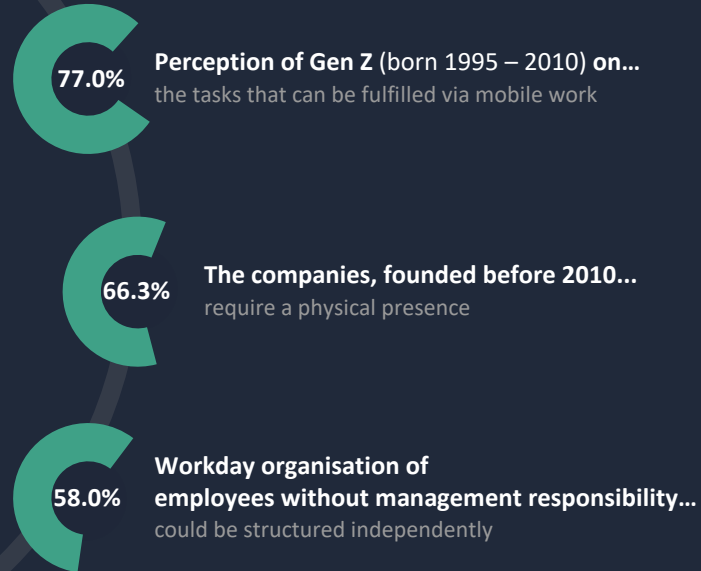 77.0%
Perception of Gen Z (born 1995 – 2010) on...
the tasks that can be fulfilled via mobile work
66.3%
The companies, founded before 2010...
require a physical presence
58.0%
Workday organisation of
employees without management responsibility...
could be structured independently